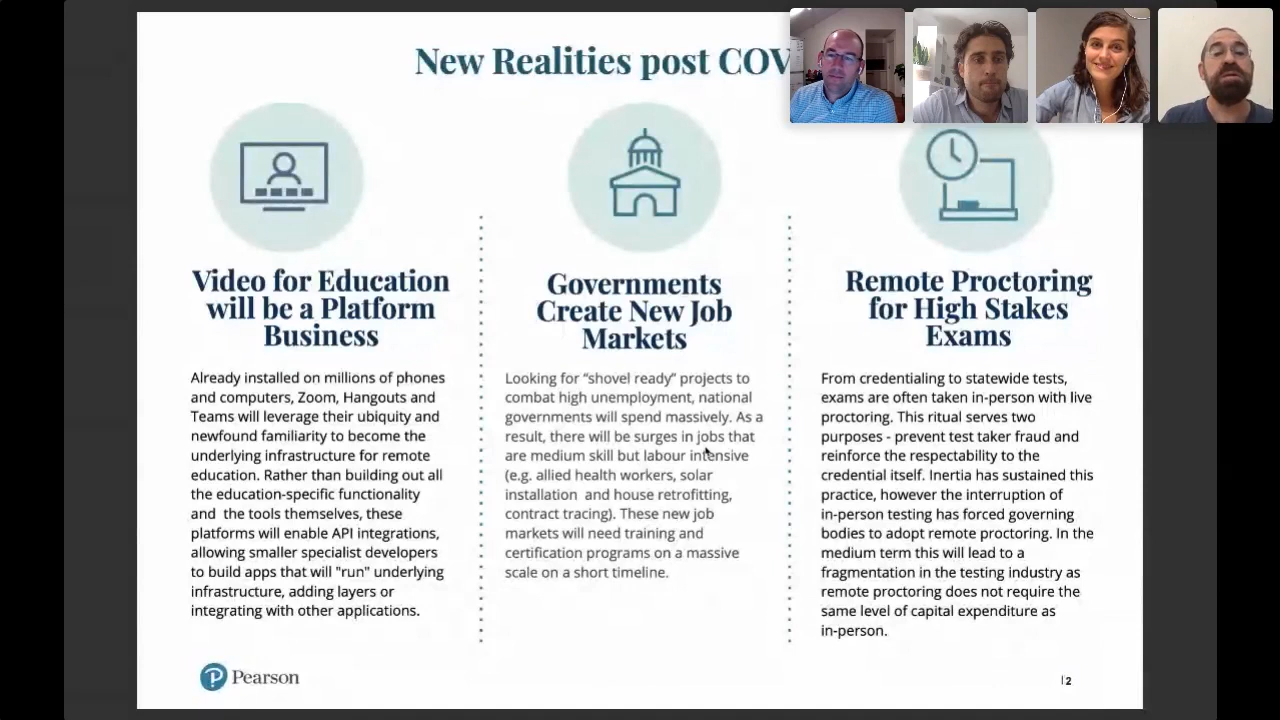 New Realities post COV
Video for Education
will be a Platform
Business
Already installed on millions of phones
and computers, Zoom, Hangouts and
Teams will leverage their ubiquity and
newfound familiarity to become the
underlying infrastructure for remote
education. Rather than building out all
the education-specific functionality
and the tools themselves, these
platforms will enable API integrations,
allowing smaller specialist developers
to build apps that will "run" underlying
infrastructure, adding layers or
integrating with other applications.
Governments
Create New Job
Markets
Looking for “shovel ready” projects to
combat high unemployment, national
governments will spend massively. As a
result, there will be surges in jobs that
are medium skill but labour intensive
(e.g. allied health workers, solar
installation and house retrofitting,
contract tracing). These new job
markets will need training and
certification programs on a massive
scale on a short timeline.
Remote Proctoring
for High Stakes
Exams
From credentialing to statewide tests,
exams are often taken in-person with live
proctoring. This ritual serves two
purposes - prevent test taker fraud and
reinforce the respectability to the
credential itself. Inertia has sustained this
practice, however the interruption of
in-person testing has forced governing
bodies to adopt remote proctoring. In the
medium term this will lead to a
fragmentation in the testing industry as
remote proctoring does not require the
same level of capital expenditure as
in-person.
P Pearson
| 2